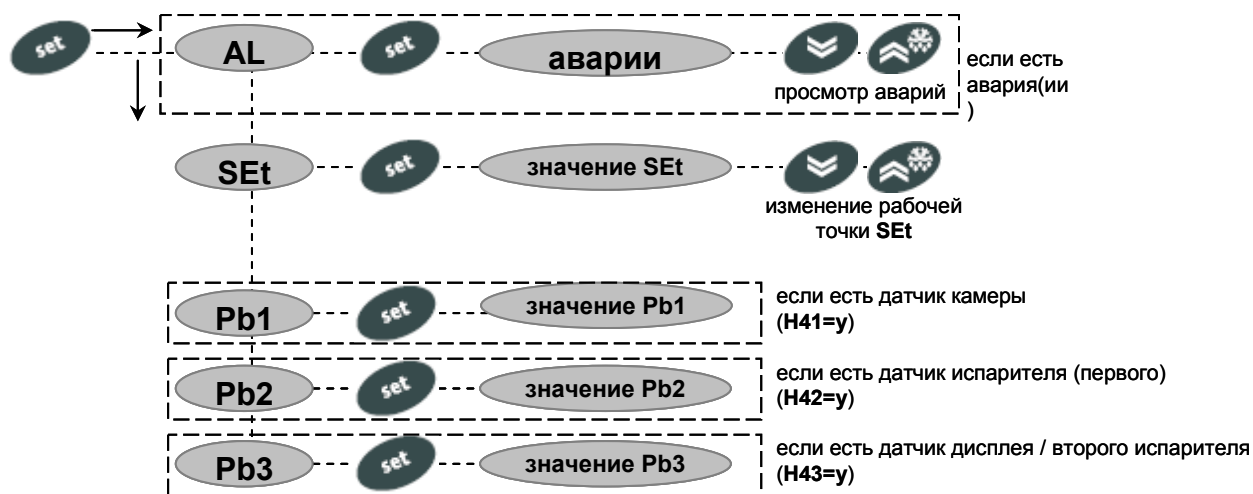 set AL set аварии
просмотр аварий
если есть
авария(ии
)
SEt set значение SEt
изменение рабочей
точки SEt
Pb1 set значение Pb1
если есть датчик камеры
(H41=y)
Pb2 set значение Pb2
если есть датчик испарителя (первого)
(H42=y)
Pb3 set значение Pb3
если есть датчик дисплея / второго испарителя
(H43=y)